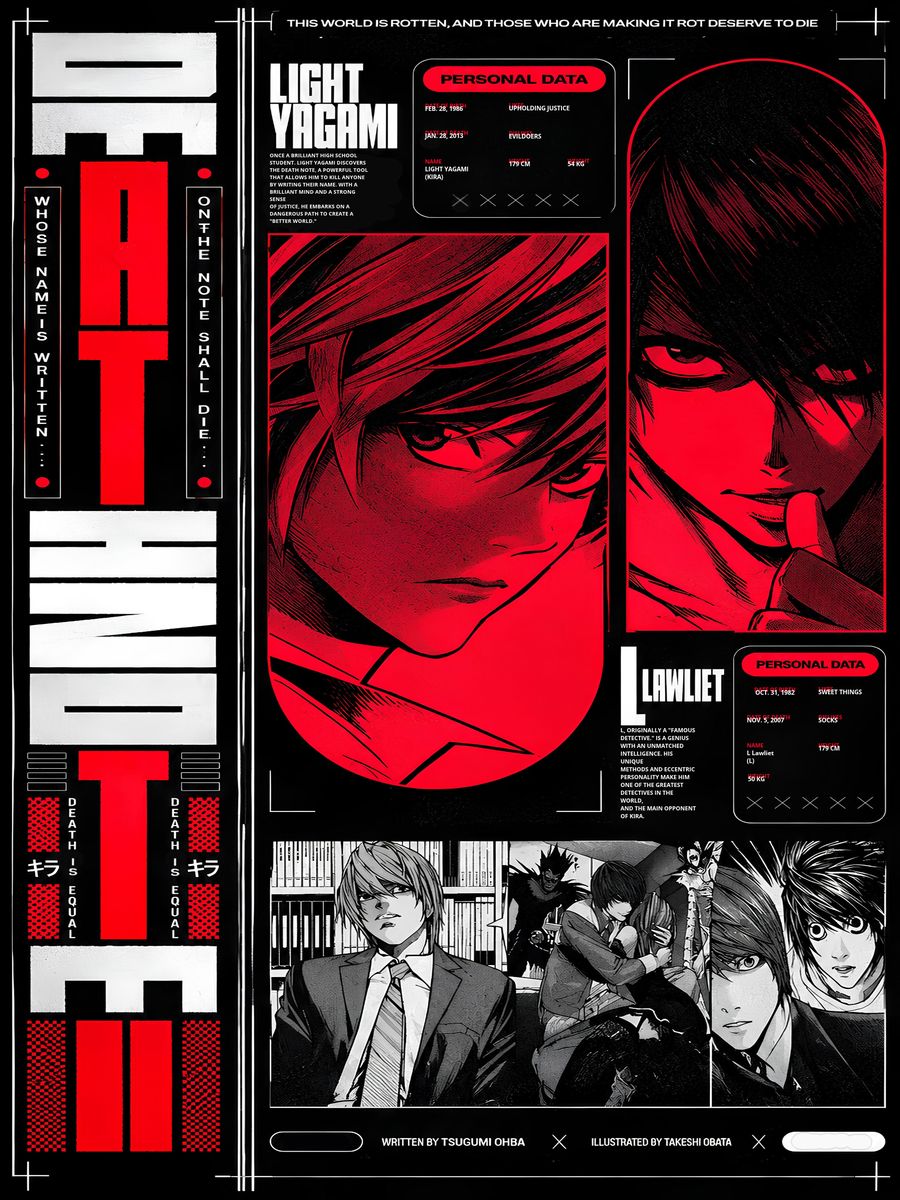 DEATH NOTE
WHOSE NAME IS WRITTEN . . . .
ON THE NOTE SHALL DIE. . . . .
DEATH IS EQUAL
DEATH IS EQUAL
キラ
キラ
THIS WORLD IS ROTTEN, AND THOSE WHO ARE MAKING IT ROT DESERVE TO DIE
LIGHT
YAGAMI
ONCE A BRILLIANT HIGH SCHOOL
STUDENT. LIGHT YAGAMI DISCOVERS
THE DEATH NOTE, A POWERFUL TOOL
THAT ALLOWS HIM TO KILL ANYONE
BY WRITING THEIR NAME. WITH A
BRILLIANT MIND AND A STRONG
SENSE
OF JUSTICE, HE EMBARKS ON A
DANGEROUS PATH TO CREATE A
"BETTER WORLD."
PERSONAL DATA
FEB. 28, 1986
UPHOLDING JUSTICE
JAN. 28, 2013
EVILDOERS
NAME
LIGHT YAGAMI
(KIRA)
179 CM
54 KG
L LAWLIET
L, ORIGINALLY A "FAMOUS
DETECTIVE." IS A GENIUS
WITH AN UNMATCHED
INTELLIGENCE. HIS
UNIQUE
METHODS AND ECCENTRIC
PERSONALITY MAKE HIM
ONE OF THE GREATEST
DETECTIVES IN THE
WORLD,
AND THE MAIN OPPONENT
OF KIRA.
PERSONAL DATA
OCT. 31, 1982
SWEET THINGS
NOV. 5, 2007
SOCKS
NAME
L Lawliet
(L)
179 CM
50 KG
WRITTEN BY TSUGUMI OHBA
ILLUSTRATED BY TAKESHI OBATA